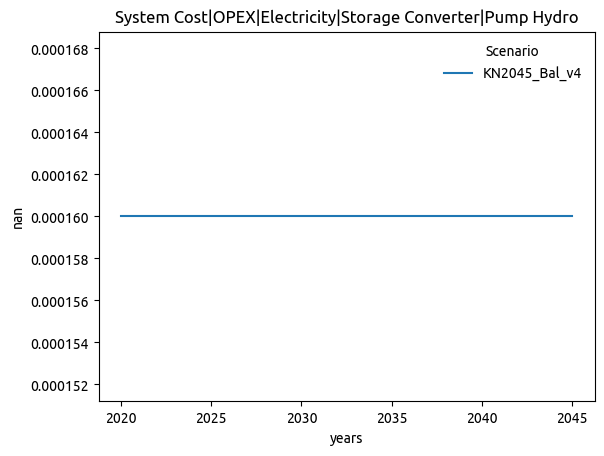 System Cost|OPEX|Electricity|Storage Converter|Pump Hydro
Scenario
KN2045_Bal_v4
0.000168
0.000166
0.000164
0.000162
0.000160
0.000158
0.000156
0.000154
0.000152
nan
2020 2025 2030 2035 2040 2045
years